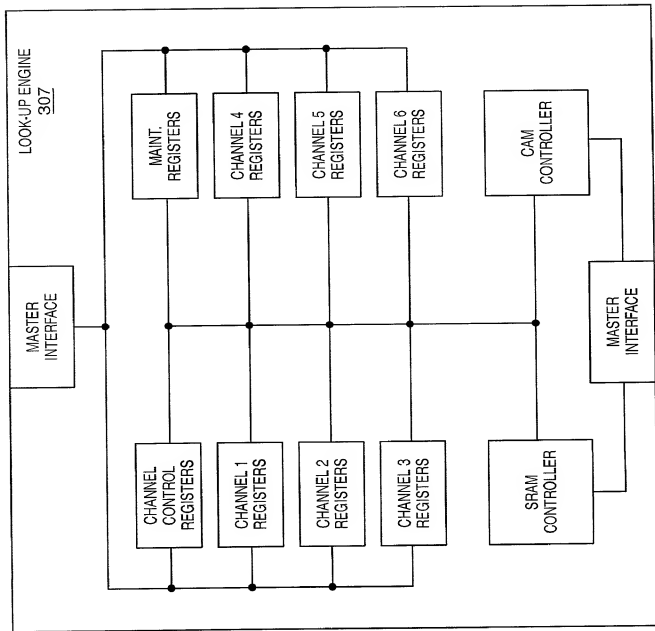 LOOK-UP ENGINE
307
MASTER
INTERFACE
CHANNEL
CONTROL
REGISTERS
MAINT.
REGISTERS
CHANNEL 1
REGISTERS
CHANNEL 4
REGISTERS
CHANNEL 2
REGISTERS
CHANNEL 5
REGISTERS
CHANNEL 3
REGISTERS
CHANNEL 6
REGISTERS
SRAM
CONTROLLER
CAM
CONTROLLER
MASTER
INTERFACE